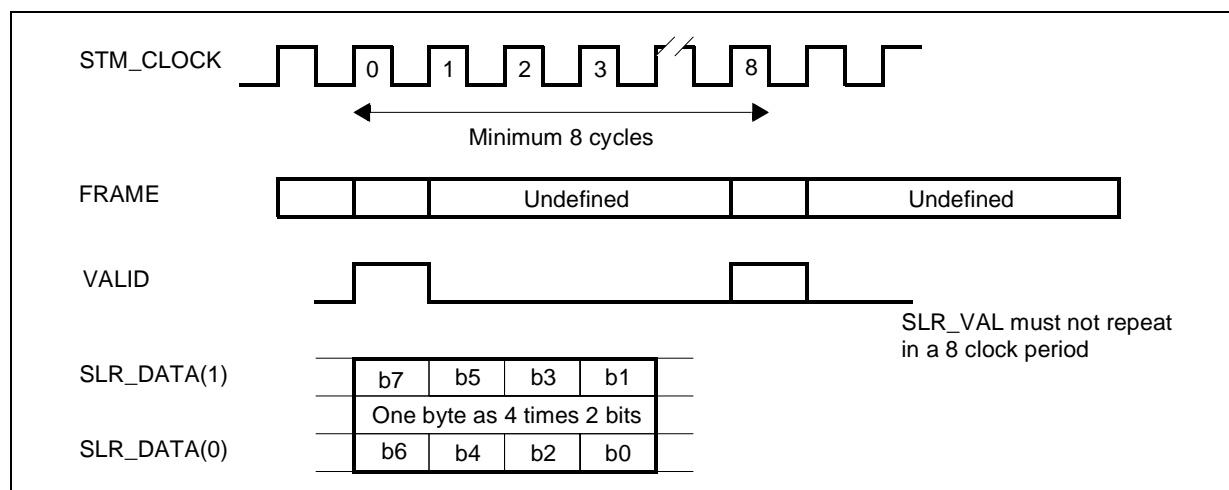 STM_CLOCK
0 1 2 3 8
Minimum 8 cycles
FRAME
Undefined Undefined
VALID
SLR_VAL must not repeat
in a 8 clock period
SLR_DATA(1)
b7 b5 b3 b1
One byte as 4 times 2 bits
SLR_DATA(0)
b6 b4 b2 b0